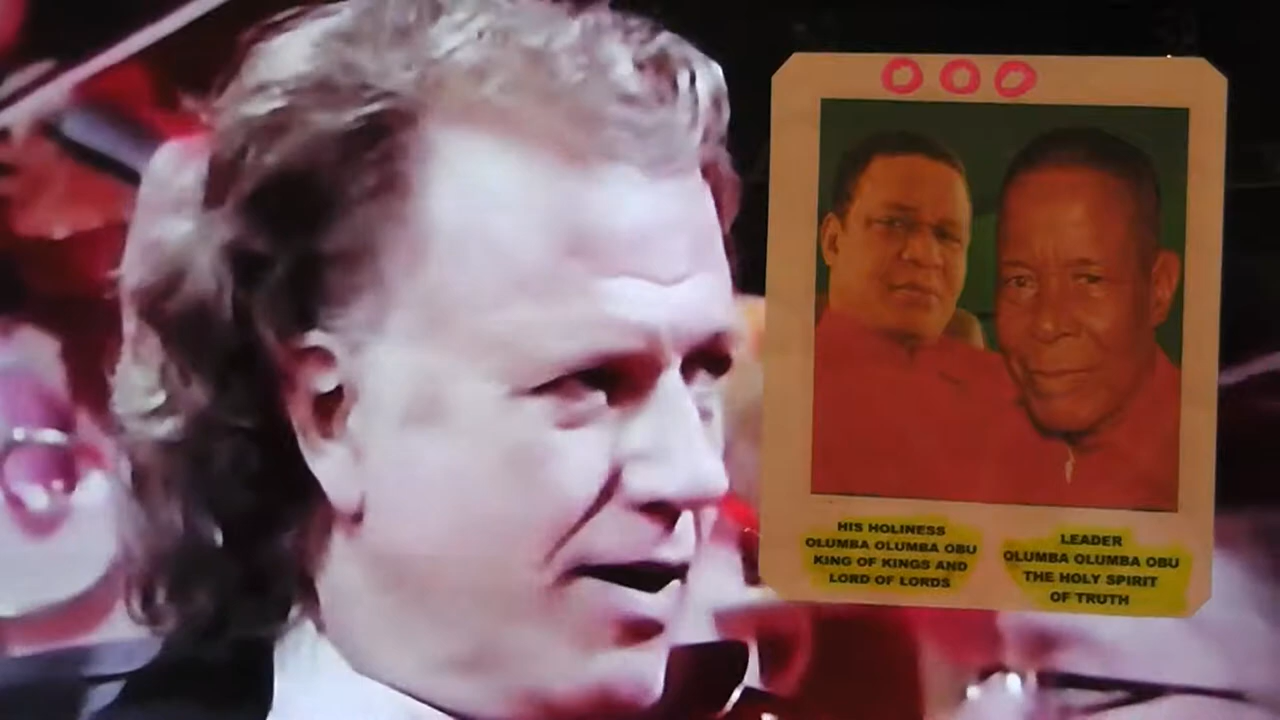 O O O
HIS HOLINESS
OLUMBA OLUMBA OBU
KING OF KINGS AND
LORD OF LORDS
LEADER
OLUMBA OLUMBA OBU
THE HOLY SPIRIT
OF TRUTH